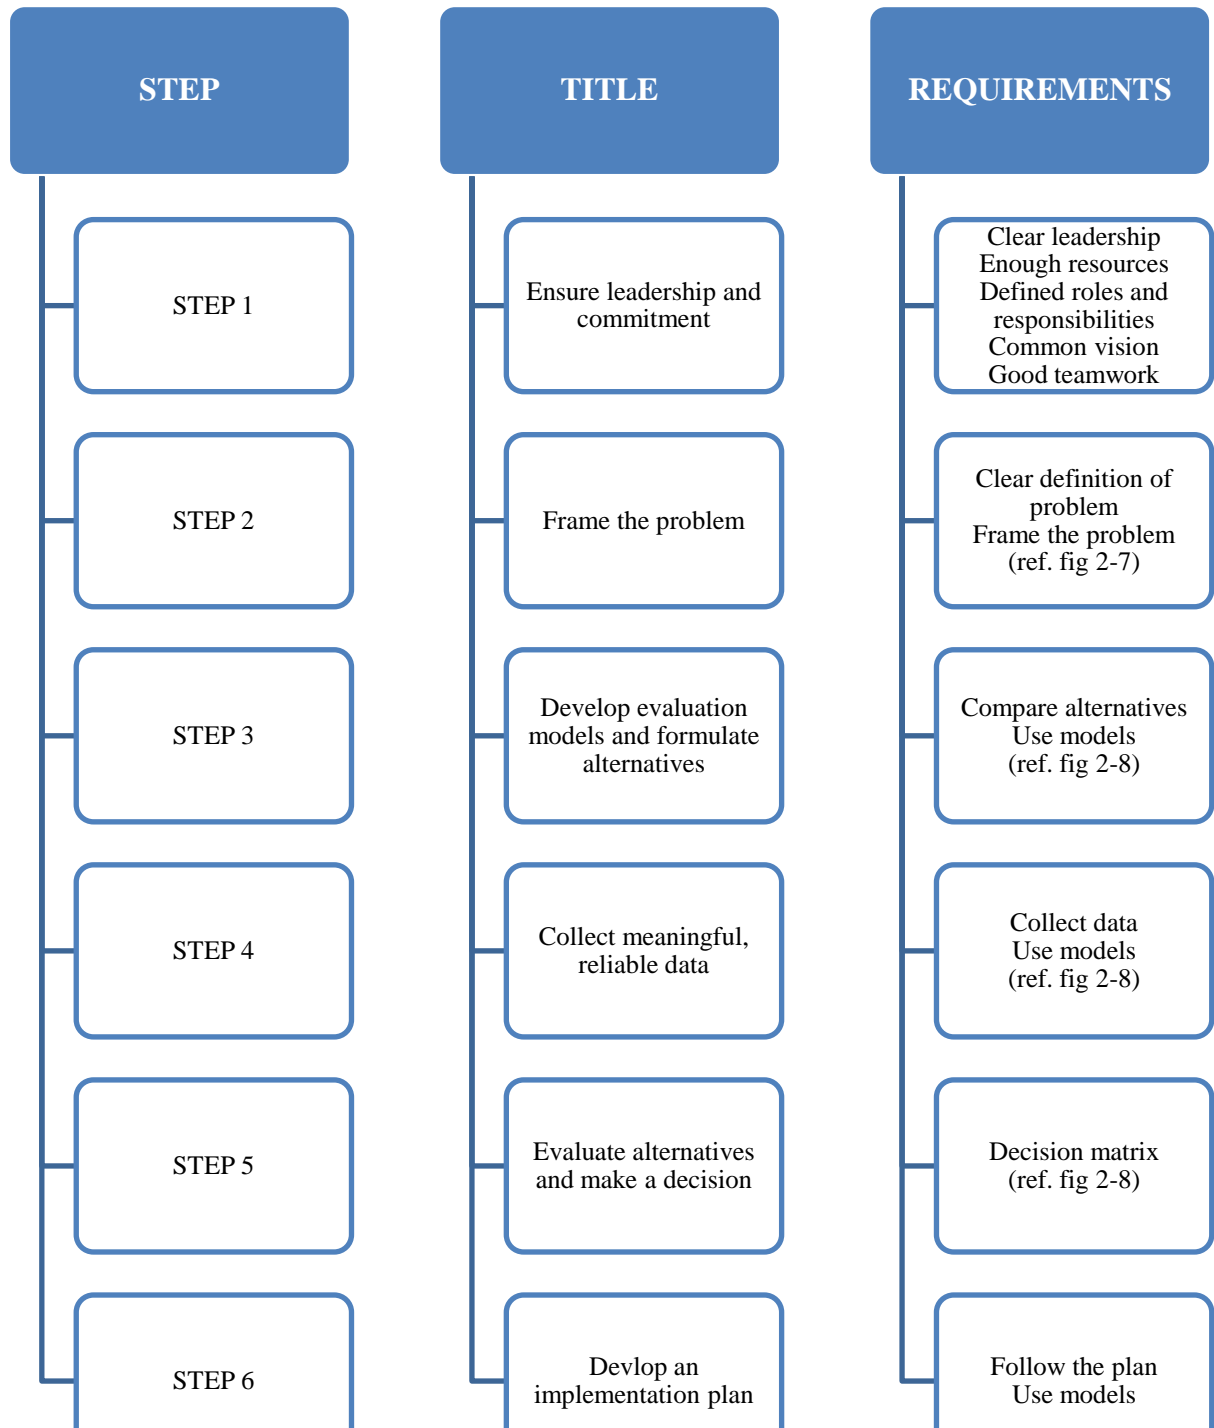 STEP
TITLE
REQUIREMENTS
STEP 1
Ensure leadership and
commitment
Clear leadership
Enough resources
Defined roles and
responsibilities
Common vision
Good teamwork
STEP 2
Frame the problem
Clear definition of
problem
Frame the problem
(ref. fig 2-7)
STEP 3
Develop evaluation
models and formulate
alternatives
Compare alternatives
Use models
(ref. fig 2-8)
STEP 4
Collect meaningful,
reliable data
Collect data
Use models
(ref. fig 2-8)
STEP 5
Evaluate alternatives
and make a decision
Decision matrix
(ref. fig 2-8)
STEP 6
Devlop an
implementation plan
Follow the plan
Use models